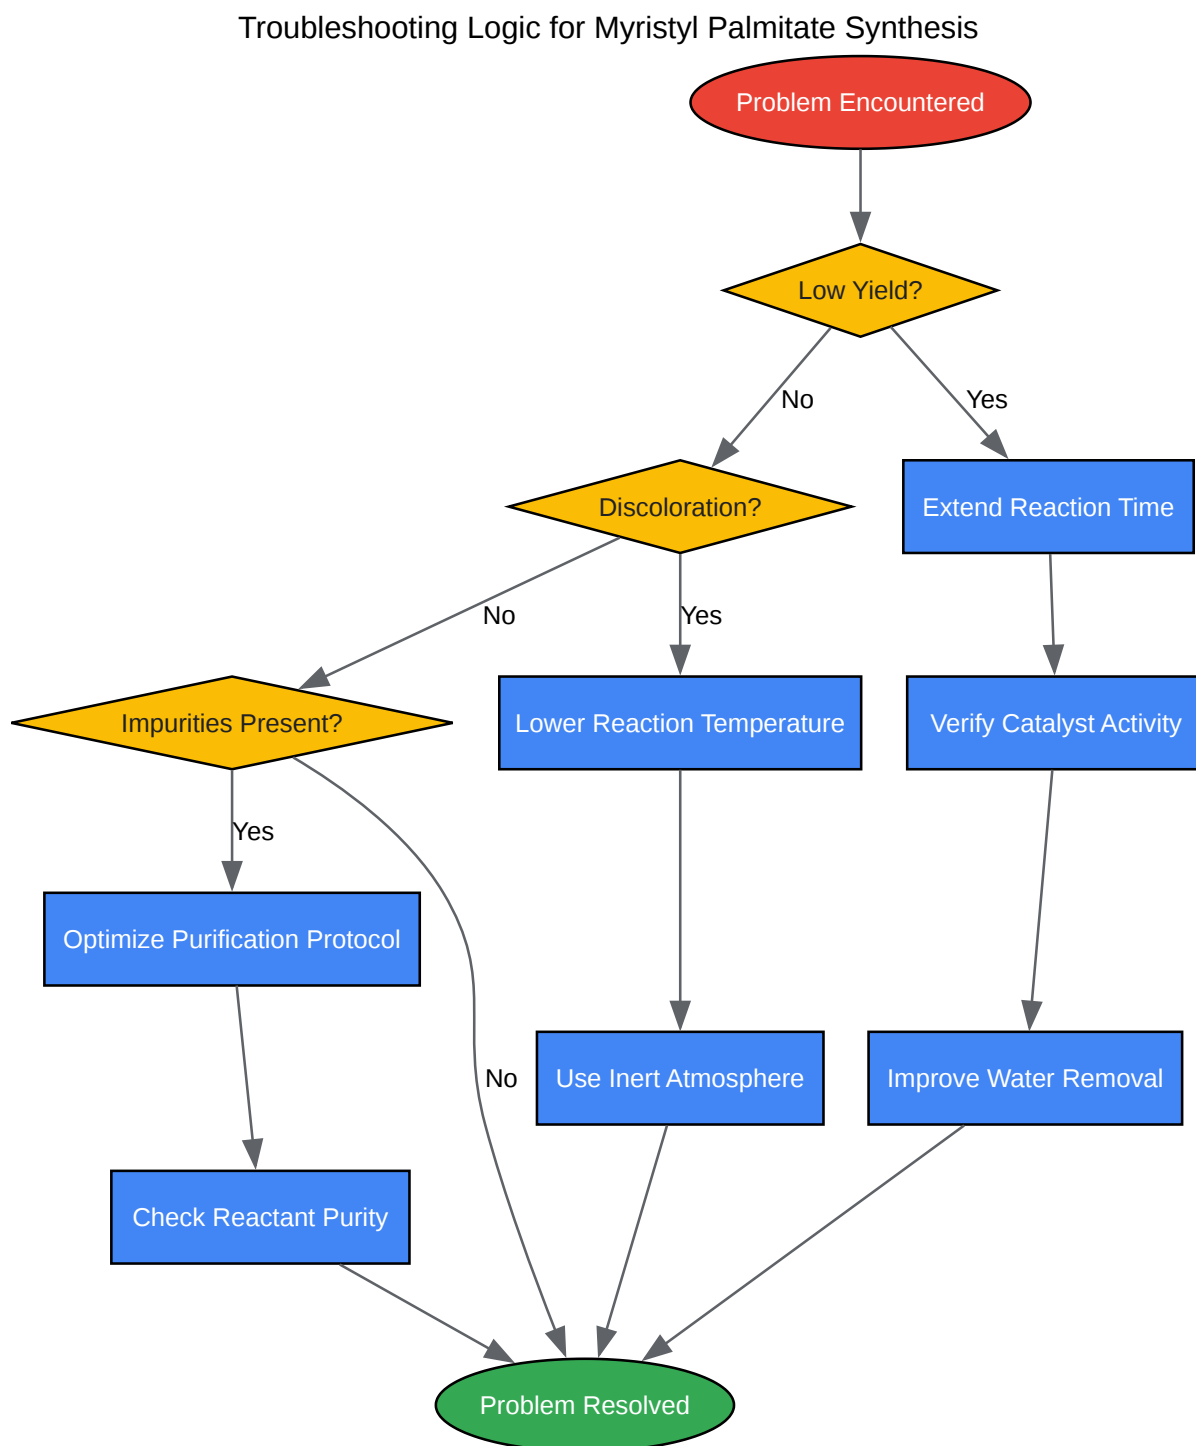 Troubleshooting Logic for Myristyl Palmitate Synthesis
Problem Encountered
Low Yield?
No
Yes
Discoloration?
Extend Reaction Time
No
Yes
Impurities Present?
Lower Reaction Temperature
Verify Catalyst Activity
Yes
Optimize Purification Protocol
No
Use Inert Atmosphere
Improve Water Removal
Check Reactant Purity
Problem Resolved